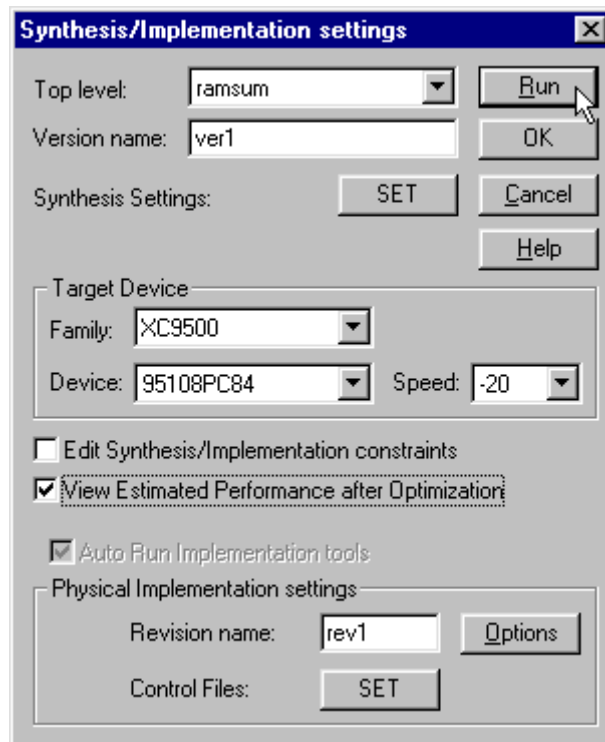 Synthesis/Implementation settings
Top level: ramsum Run
Version name: ver1 OK
Synthesis Settings: SET Cancel
Help
Target Device
Family: XC9500
Device: 95108PC84 Speed: -20
Edit Synthesis/Implementation constraints
View Estimated Performance after Optimization
Auto Run Implementation tools
Physical Implementation settings
Revision name: rev1 Options
Control Files: SET